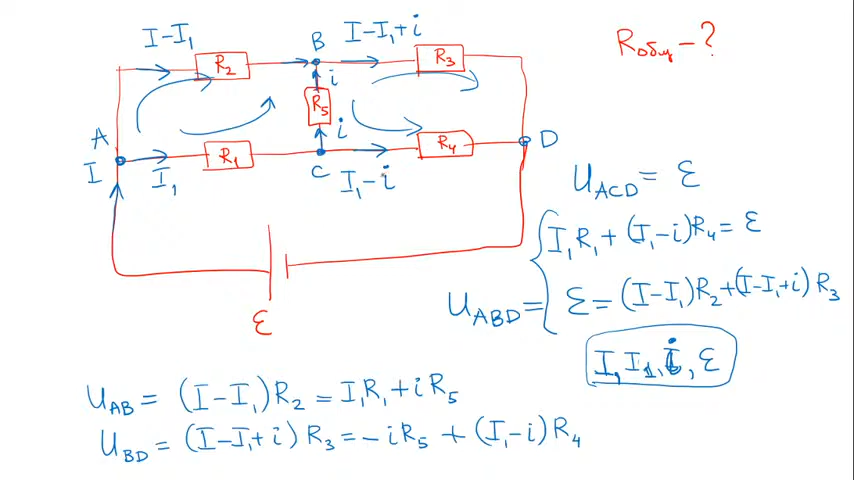 I-I₁ B I-I₁+i Rобщ-?
R₂ R₃
R₅ i
A i D
I R₁ R₄
I₁ C I₁-i
U_ACD = ε
I₁R₁+(I₁-i)R₄=ε
U_ABD = ε=(I-I₁)R₂+(I-I₁+i)R₃
ε
I, I₁, i, ε
U_AB = (I-I₁)R₂=I₁R₁+iR₅
U_BD = (I-I₁+i)R₃=-iR₅+(I₁-i)R₄